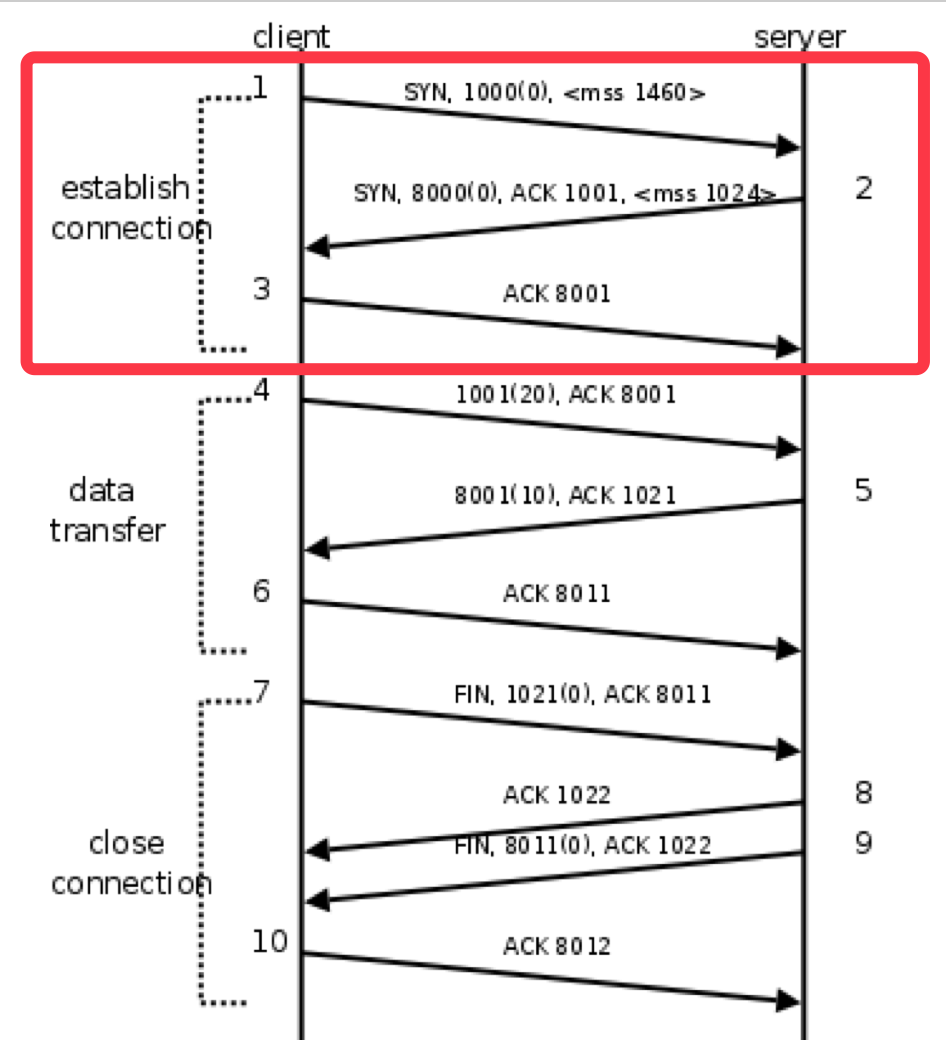 client
server
1
SYN, 1000(0), <mss 1460>
establish
connection
SYN, 8000(0), ACK 1001, <mss 1024>
2
3
ACK 8001
4
1001(20), ACK 8001
data
transfer
8001(10), ACK 1021
5
6
ACK 8011
7
FIN, 1021(0), ACK 8011
ACK 1022
8
close
connection
FIN, 8011(0), ACK 1022
9
10
ACK 8012